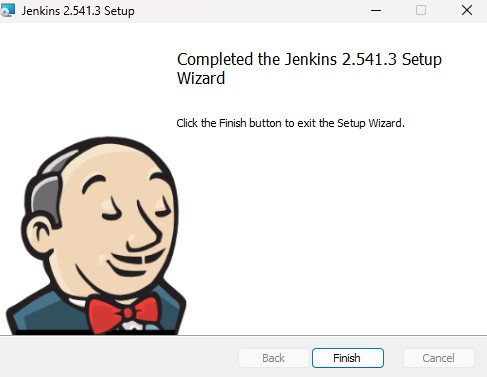 Jenkins 2.541.3 Setup
Completed the Jenkins 2.541.3 Setup
Wizard
Click the Finish button to exit the Setup Wizard.
Back
Finish
Cancel